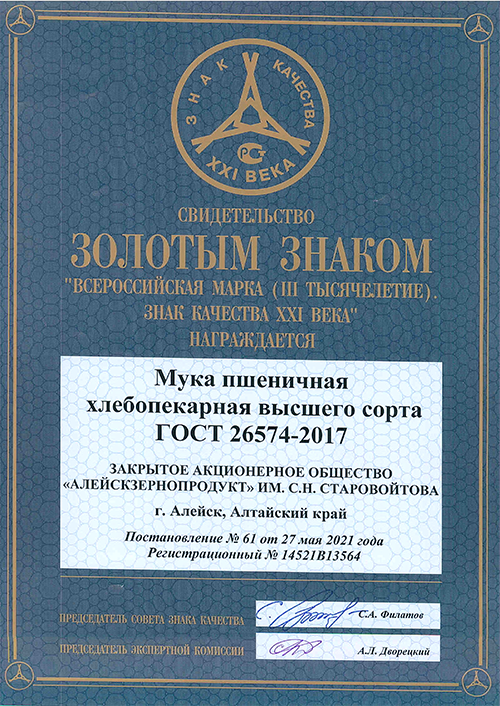 ЗНАК КАЧЕСТВА
РСТ
XXI ВЕКА
СВИДЕТЕЛЬСТВО
ЗОЛОТЫМ ЗНАКОМ
"ВСЕРОССИЙСКАЯ МАРКА (III ТЫСЯЧЕЛЕТИЕ).
ЗНАК КАЧЕСТВА XXI ВЕКА"
НАГРАЖДАЕТСЯ
Мука пшеничная
хлебопекарная высшего сорта
ГОСТ 26574-2017
ЗАКРЫТОЕ АКЦИОНЕРНОЕ ОБЩЕСТВО
«АЛЕЙСКЗЕРНОПРОДУКТ» ИМ. С.Н. СТАРОВОЙТОВА
г. Алейск, Алтайский край
Постановление № 61 от 27 мая 2021 года
Регистрационный № 14521В13564
ПРЕДСЕДАТЕЛЬ СОВЕТА ЗНАКА КАЧЕСТВА С.А. Филатов
ПРЕДСЕДАТЕЛЬ ЭКСПЕРТНОЙ КОМИССИИ А.Л. Дворецкий